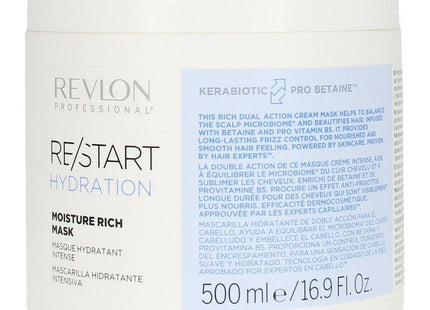 REVLON
PROFESSIONAL®
RE/START
HYDRATION
MOISTURE RICH
MASK
MASQUE HYDRATANT
INTENSE
MASCARILLA HIDRATANTE
INTENSIVA
KERABIOTIC PRO BETAINE™
THIS RICH DUAL ACTION CREAM MASK HELPS TO BALANCE
THE SCALP MICROBIOME* AND BEAUTIFIES HAIR. INFUSED
WITH BETAINE AND PRO VITAMIN B5. IT PROVIDES
LONG-LASTING FRIZZ CONTROL FOR NOURISHED AND
SMOOTH HAIR FEELING. POWERED BY SKINCARE PROVEN
BY HAIR EXPERTS™.
LA DOUBLE ACTION DE CE MASQUE CRÈME INTENSE, AIDE
À ÉQUILIBRER LE MICROBIOME* DU CUIR CHEVELU ET À
SUBLIMER LES CHEVEUX. ENRICHI DE BETAINE ET DE
PROVITAMINE B5. PROCURE UN EFFET ANTI-FRISOTTIS
LONGUE DURÉE POUR DES CHEVEUX QUI SONT VISIBLEMENT
PLUS NOURRIS. EFFICACITÉ DERMOCOSMÉTIQUE
APPROUVÉE PAR LES EXPERTS CAPILLAIRES™.
MASCARILLA HIDRATANTE DE DOBLE ACCIÓN PARA EL
CABELLO, AYUDA A EQUILIBRAR EL MICROBIOMA* DEL CUERO
CABELLUDO Y EMBELLECE EL CABELLO. CON BETAINA Y
PROVITAMINA B5. PROPORCIONA UN CONTROL DURADERO
DEL ENCRESPAMIENTO, PARA UNA SENSACIÓN DE CABELLO
SUAVE Y HIDRATADO. TECNOLOGÍA EN CUIDADO DE LA PIEL
APROBADO POR EXPERTOS EN CABELLO™.
500 ml e / 16.9 Fl. Oz.